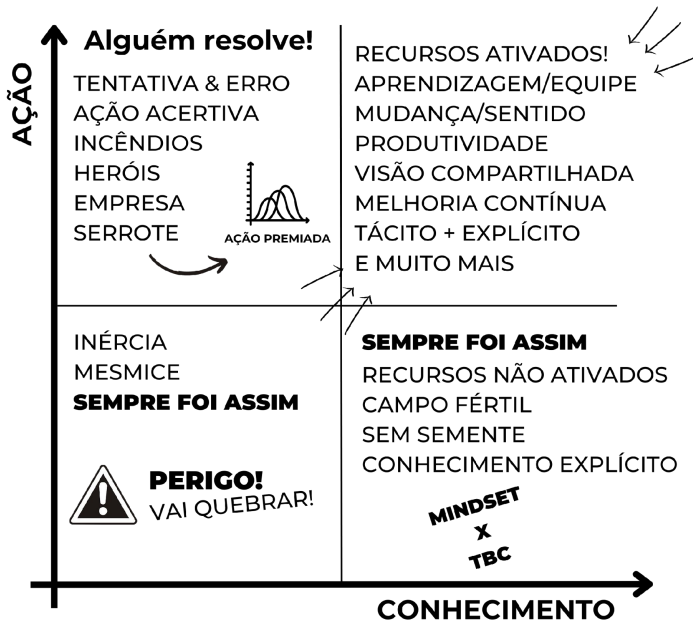 AÇÃO
Alguém resolve!
TENTATIVA & ERRO
AÇÃO ACERTIVA
INCÊNDIOS
HERÓIS
EMPRESA
SERROTE
AÇÃO PREMIADA
RECURSOS ATIVADOS!
APRENDIZAGEM/EQUIPE
MUDANÇA/SENTIDO
PRODUTIVIDADE
VISÃO COMPARTILHADA
MELHORIA CONTÍNUA
TÁCITO + EXPLÍCITO
E MUITO MAIS
INÉRCIA
MESMICE
SEMPRE FOI ASSIM
PERIGO!
VAI QUEBRAR!
SEMPRE FOI ASSIM
RECURSOS NÃO ATIVADOS
CAMPO FÉRTIL
SEM SEMENTE
CONHECIMENTO EXPLÍCITO
MINDSET
X
TBC
CONHECIMENTO